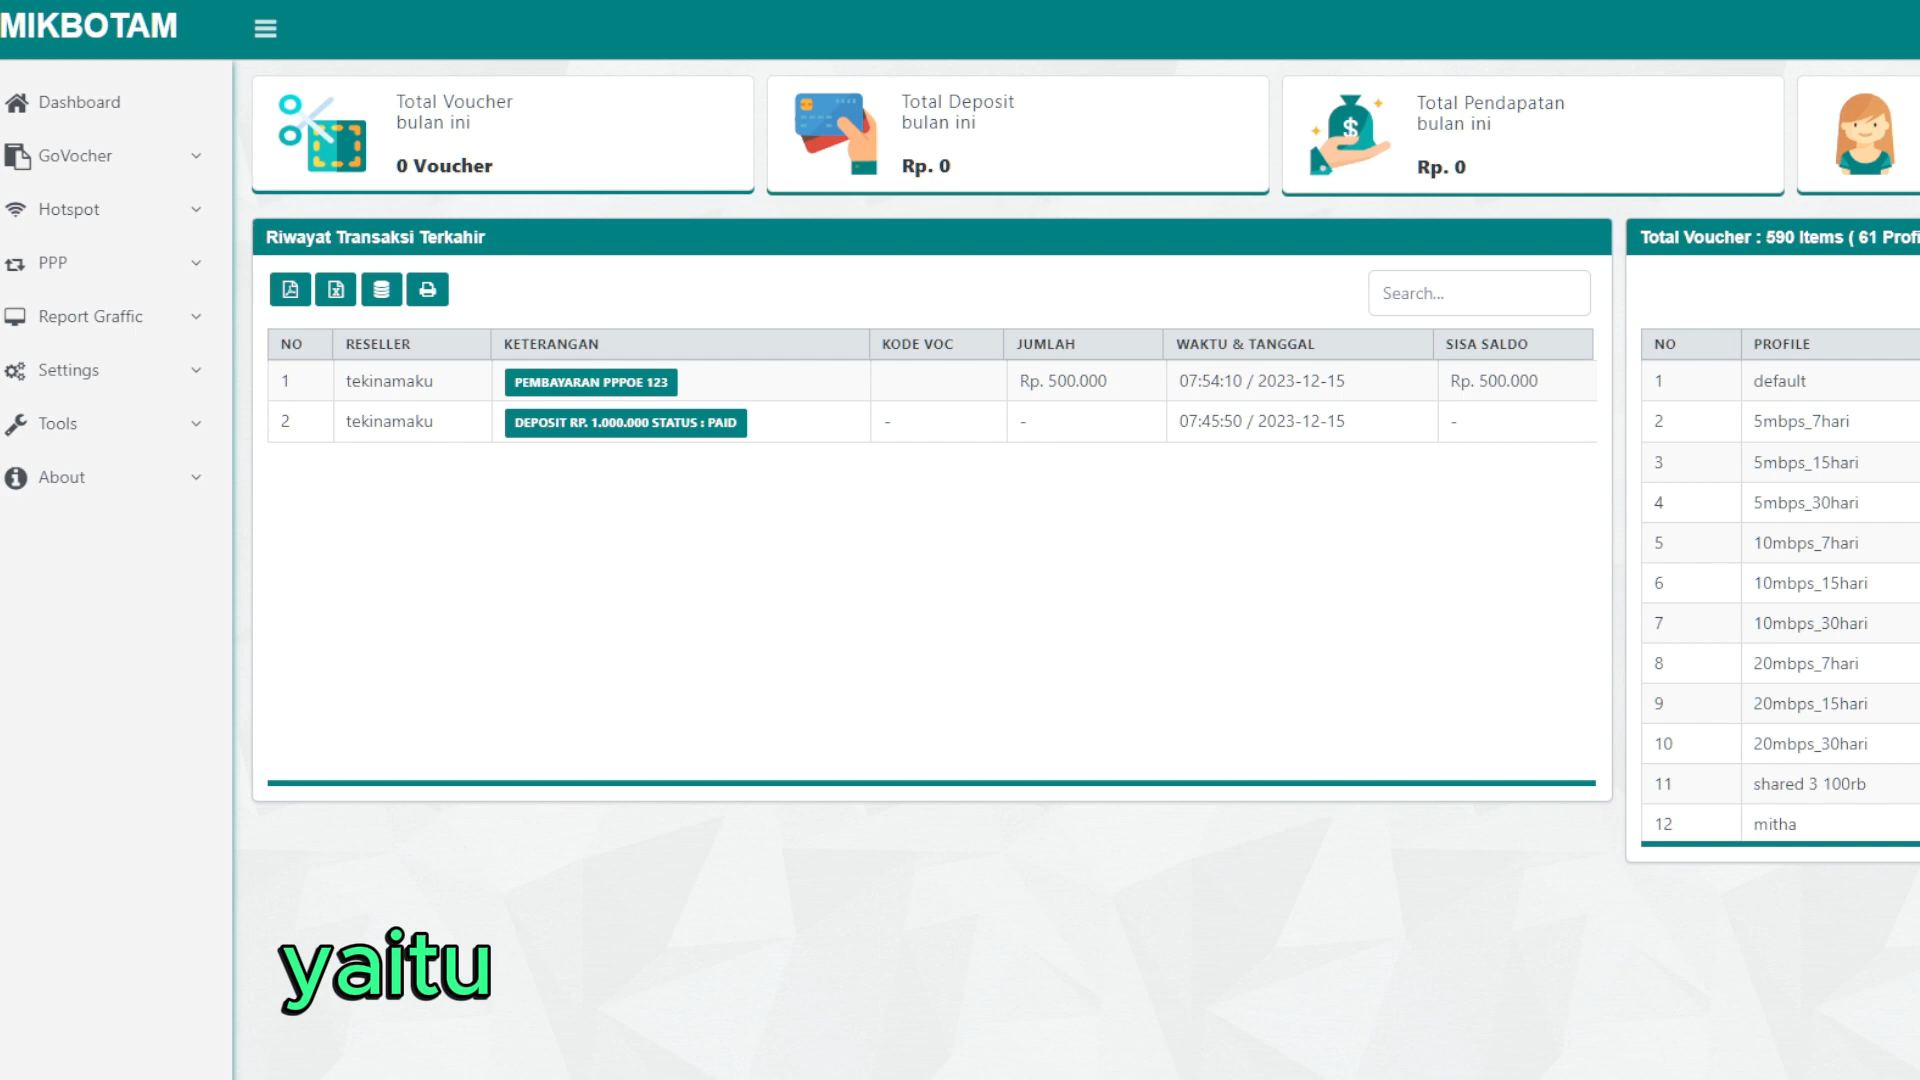 MIKBOTAM
Dashboard
GoVocher
Hotspot
PPP
Report Graffic
Settings
Tools
About
Total Voucher
bulan ini
0 Voucher
Total Deposit
bulan ini
Rp. 0
Total Pendapatan
bulan ini
Rp. 0
Riwayat Transaksi Terkahir
Search...
NO RESELLER KETERANGAN KODE VOC JUMLAH WAKTU & TANGGAL SISA SALDO
1 tekinamaku PEMBAYARAN PPPOE 123 Rp. 500.000 07:54:10 / 2023-12-15 Rp. 500.000
2 tekinamaku DEPOSIT RP. 1.000.000 STATUS : PAID - - 07:45:50 / 2023-12-15 -
Total Voucher : 590 Items ( 61 Profi
NO PROFILE
1 default
2 5mbps_7hari
3 5mbps_15hari
4 5mbps_30hari
5 10mbps_7hari
6 10mbps_15hari
7 10mbps_30hari
8 20mbps_7hari
9 20mbps_15hari
10 20mbps_30hari
11 shared 3 100rb
12 mitha
yaitu